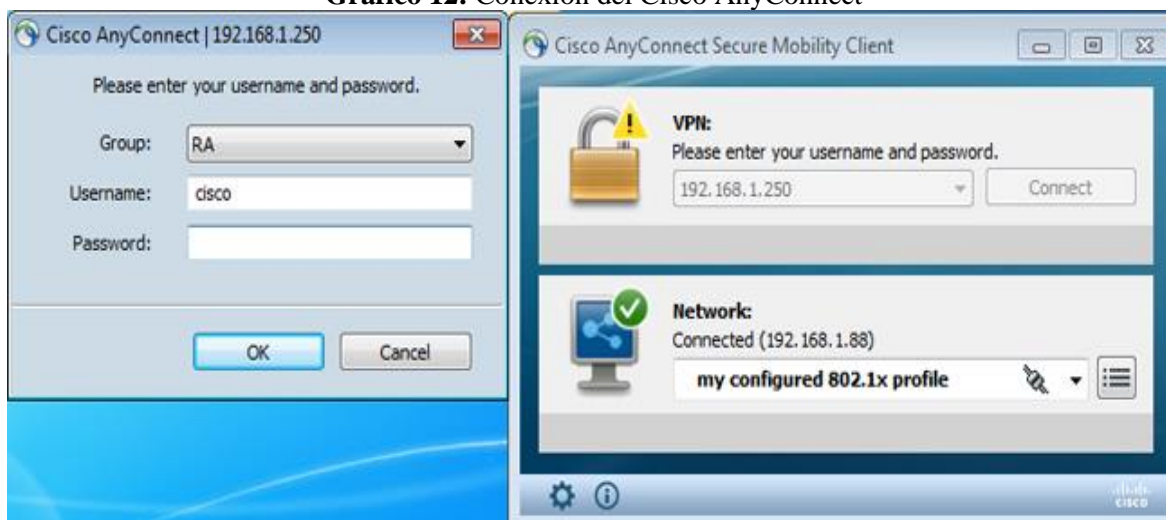 Gráfico 12: Conexión del Cisco AnyConnect
Cisco AnyConnect | 192.168.1.250
Please enter your username and password.
Group: RA
Username: cisco
Password:
OK Cancel
Cisco AnyConnect Secure Mobility Client
VPN:
Please enter your username and password.
192.168.1.250 Connect
Network:
Connected (192.168.1.88)
my configured 802.1x profile
CISCO